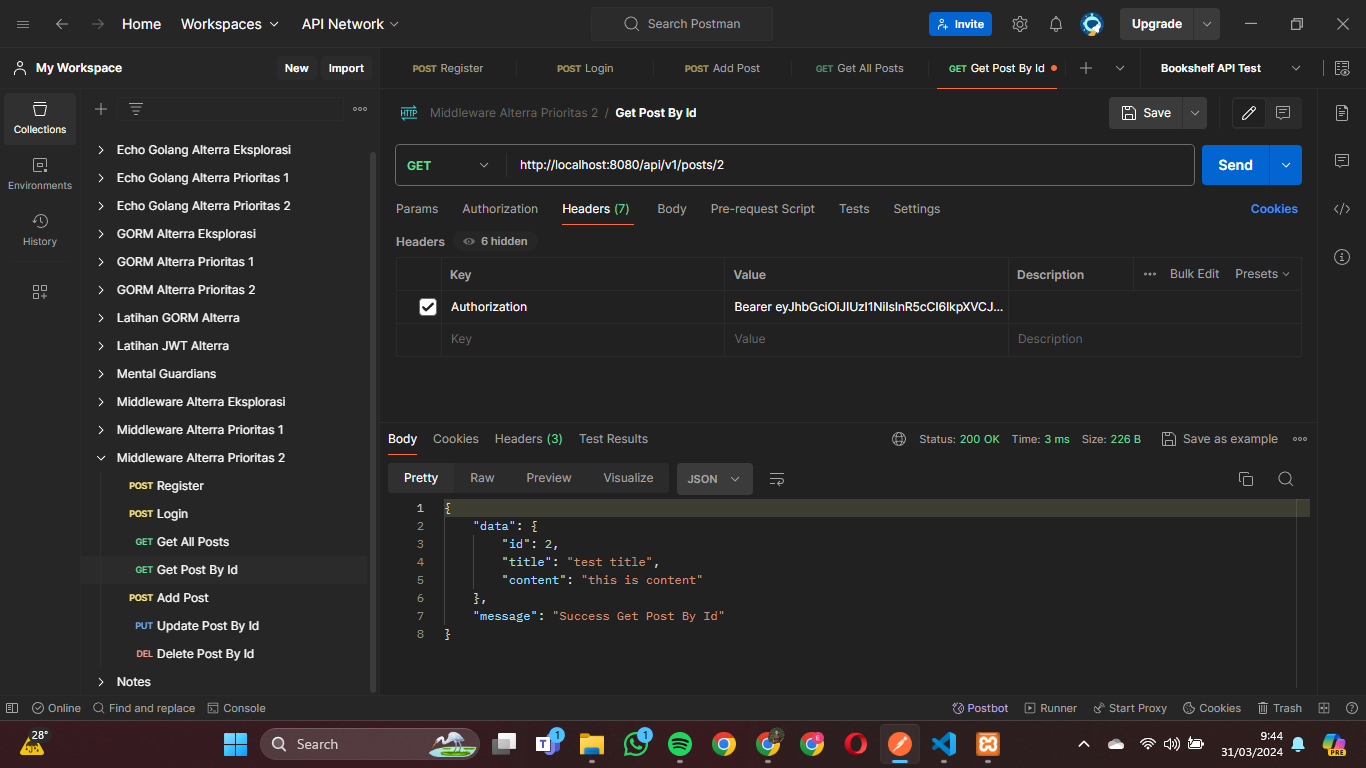 Home Workspaces API Network Search Postman Invite Upgrade
My Workspace New Import POST Register POST Login POST Add Post GET Get All Posts GET Get Post By Id Bookshelf API Test
Collections
Environments
History
Echo Golang Alterra Eksplorasi
Echo Golang Alterra Prioritas 1
Echo Golang Alterra Prioritas 2
GORM Alterra Eksplorasi
GORM Alterra Prioritas 1
GORM Alterra Prioritas 2
Latihan GORM Alterra
Latihan JWT Alterra
Mental Guardians
Middleware Alterra Eksplorasi
Middleware Alterra Prioritas 1
Middleware Alterra Prioritas 2
POST Register
POST Login
GET Get All Posts
GET Get Post By Id
POST Add Post
PUT Update Post By Id
DEL Delete Post By Id
Notes
HTTP Middleware Alterra Prioritas 2 / Get Post By Id Save
GET http://localhost:8080/api/v1/posts/2 Send
Params Authorization Headers (7) Body Pre-request Script Tests Settings Cookies
Headers 6 hidden
Key Value Description Bulk Edit Presets
Authorization Bearer eyJhbGciOiJIUzI1NiIsInR5cCI6IkpXVCJ...
Key Value Description
Body Cookies Headers (3) Test Results Status: 200 OK Time: 3 ms Size: 226 B Save as example
Pretty Raw Preview Visualize JSON
1 {
2 "data": {
3 "id": 2,
4 "title": "test title",
5 "content": "this is content"
6 },
7 "message": "Success Get Post By Id"
8 }
Online Find and replace Console Postbot Runner Start Proxy Cookies Trash
28° Search 1 1 PRE 9:44
31/03/2024